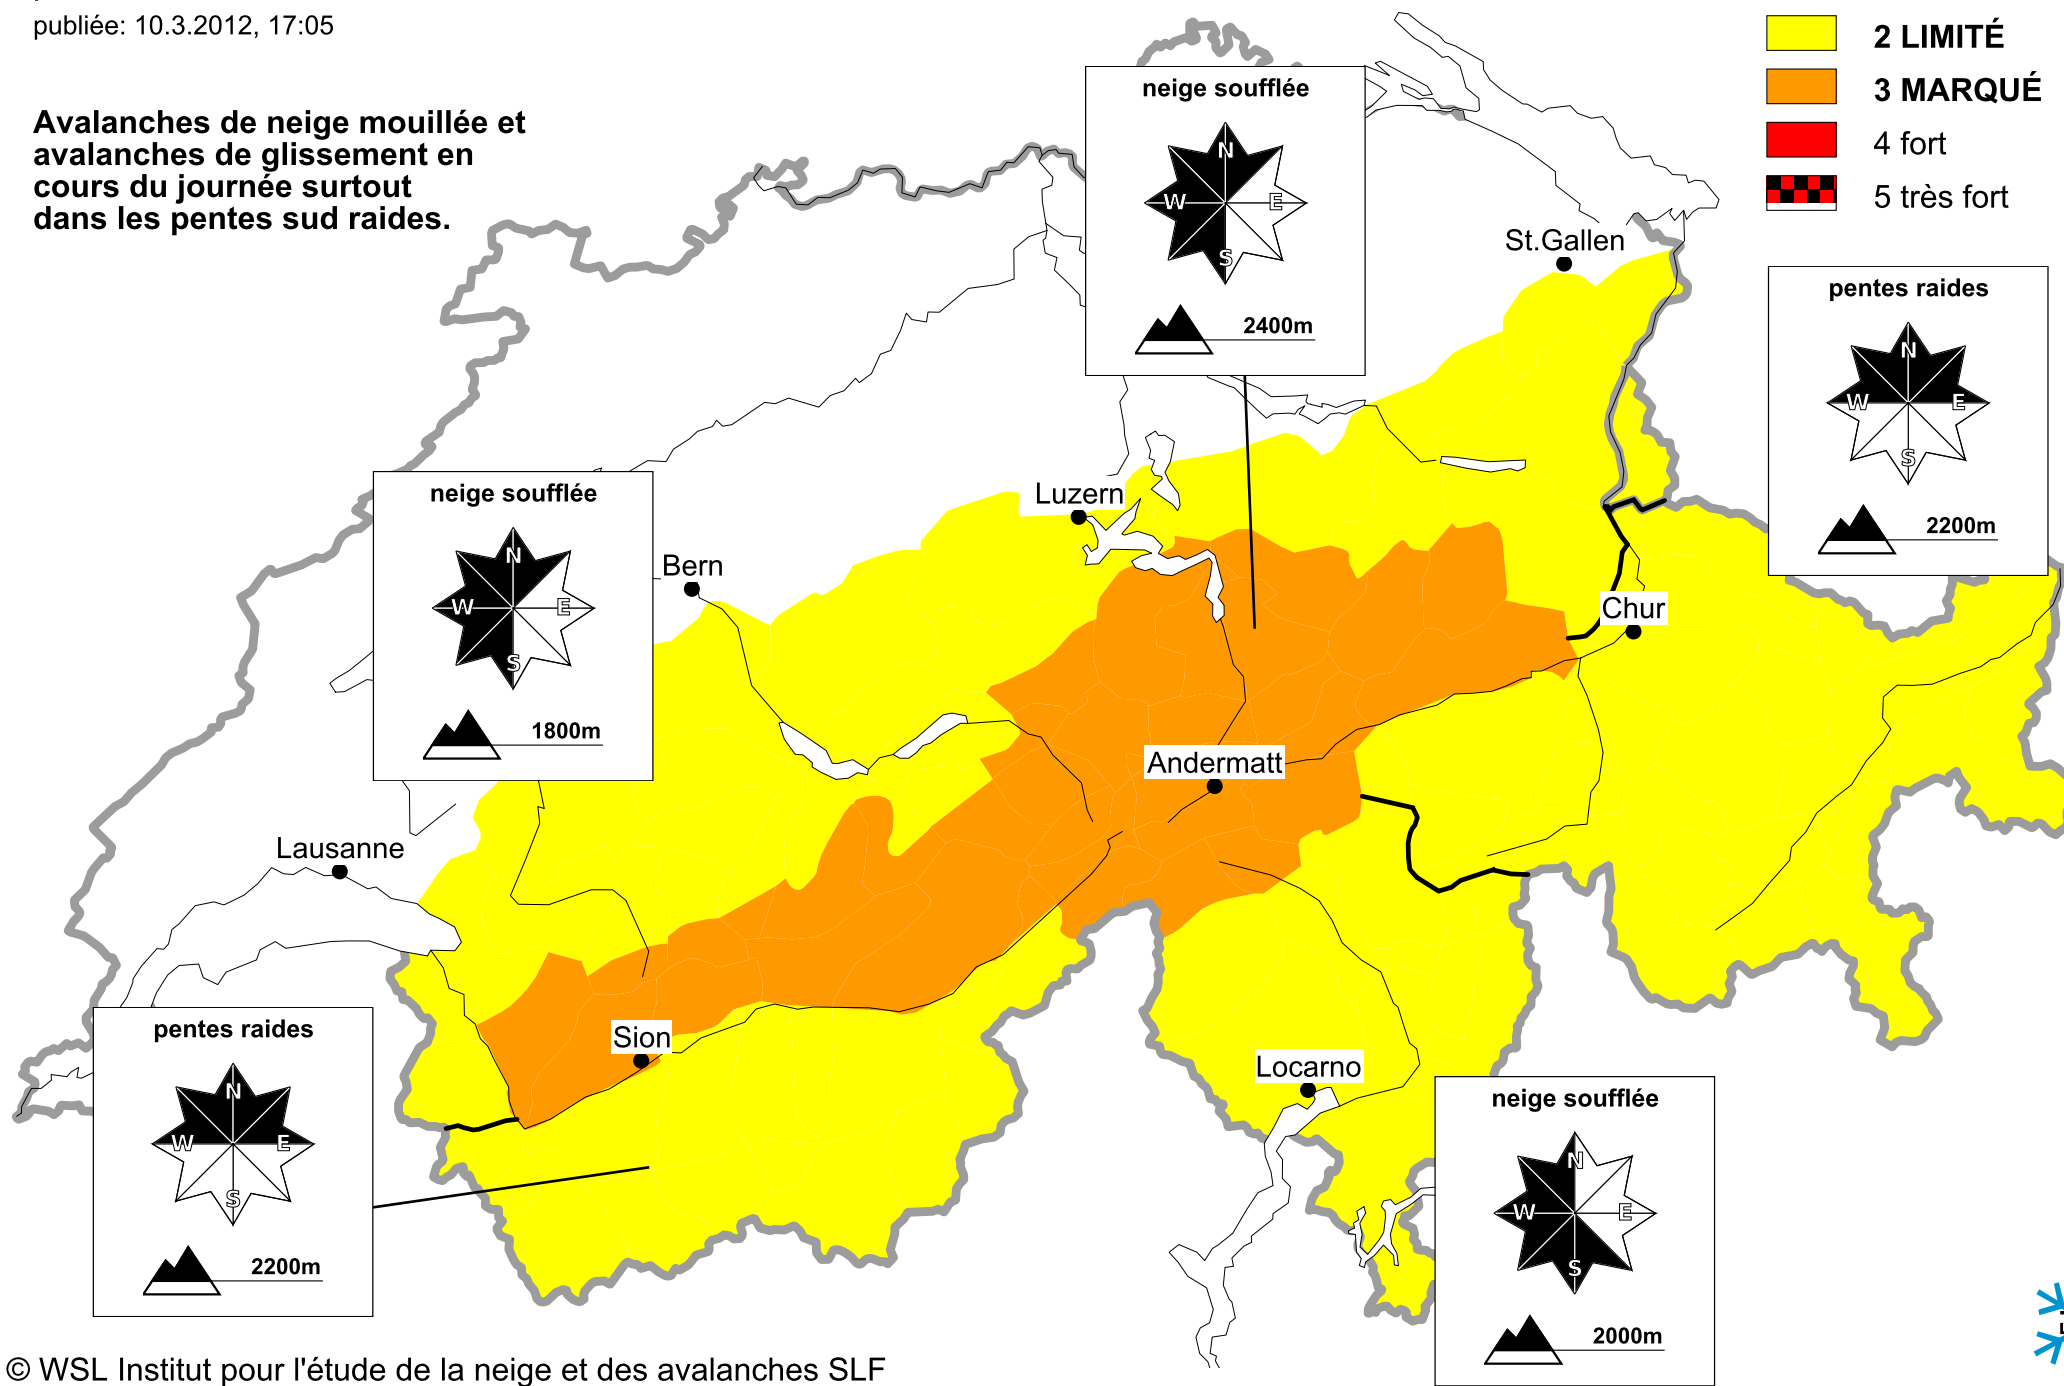 publiée: 10.3.2012, 17:05
Avalanches de neige mouillée et
avalanches de glissement en
cours du journée surtout
dans les pentes sud raides.
2 LIMITÉ
3 MARQUÉ
4 fort
5 très fort
neige soufflée
N
W E
S
2400m
St.Gallen
pentes raides
N
W E
S
2200m
neige soufflée
N
W E
S
1800m
Luzern
Bern
Chur
Andermatt
Lausanne
Sion
Locarno
pentes raides
N
W E
S
2200m
neige soufflée
N
W E
S
2000m
© WSL Institut pour l'étude de la neige et des avalanches SLF